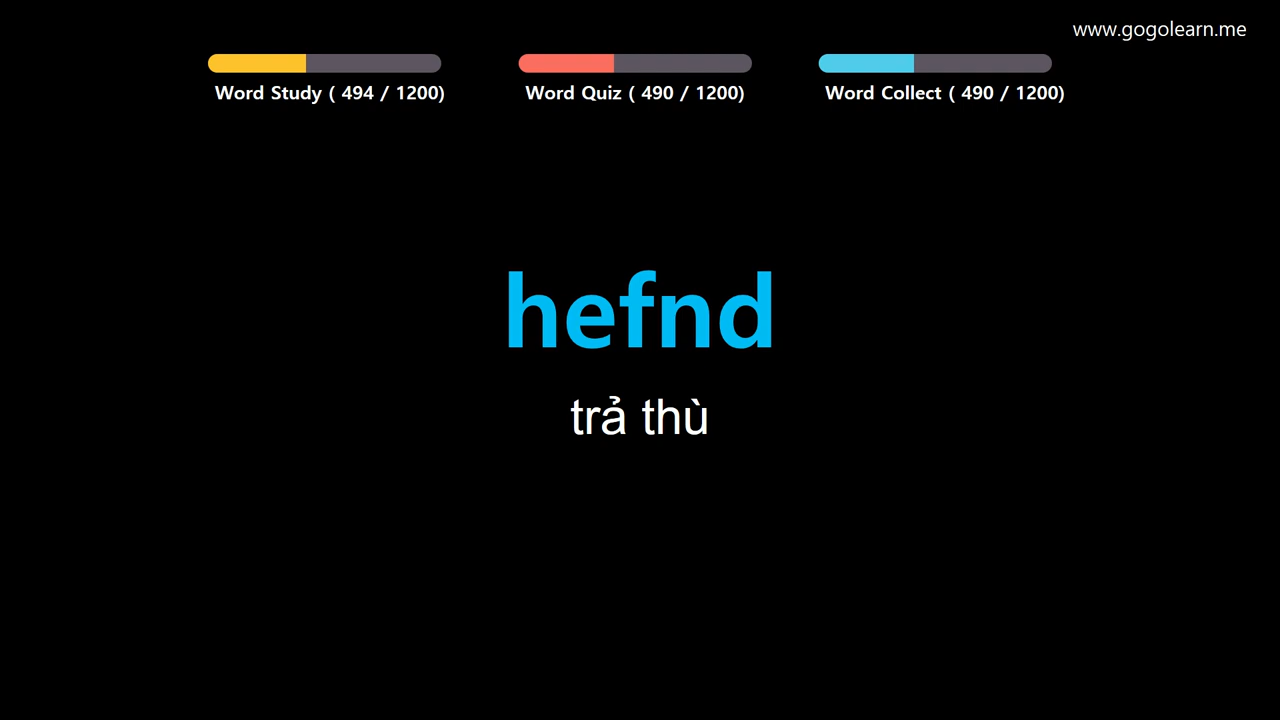 www.gogolearn.me
Word Study ( 494 / 1200)
Word Quiz ( 490 / 1200)
Word Collect ( 490 / 1200)
hefnd
trả thù